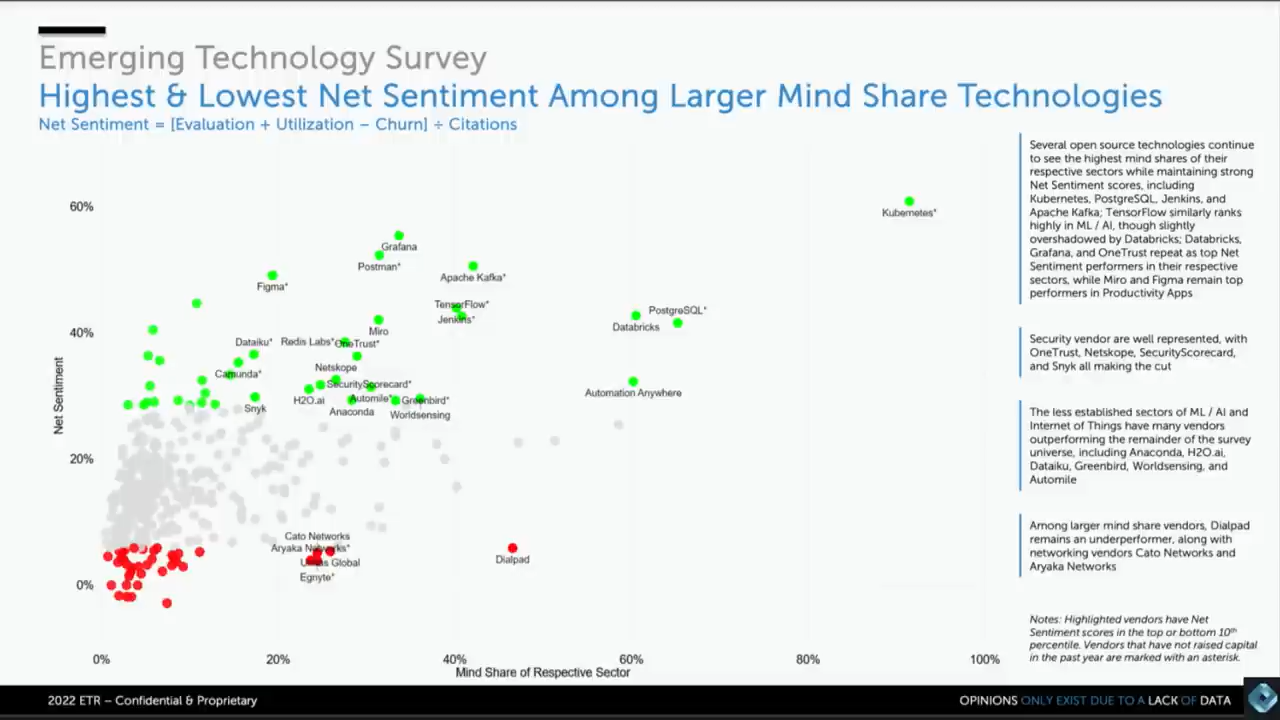 Emerging Technology Survey
Highest & Lowest Net Sentiment Among Larger Mind Share Technologies
Net Sentiment = [Evaluation + Utilization – Churn] ÷ Citations
60%
40%
20%
0%
Net Sentiment
Kubernetes*
Grafana
Postman*
Apache Kafka*
Figma*
TensorFlow*
Jenkins*
PostgreSQL*
Databricks
Miro
Dataiku*
Redis Labs*
OneTrust*
Netskope
Camunda*
SecurityScorecard*
Automation Anywhere
H2O.ai
Automile*
Greenbird*
Snyk
Anaconda
Worldsensing
Cato Networks
Aryaka Networks*
Global
Egnyte*
Dialpad
0%
20%
40%
60%
80%
100%
Mind Share of Respective Sector
Several open source technologies continue
to see the highest mind shares of their
respective sectors while maintaining strong
Net Sentiment scores, including
Kubernetes, PostgreSQL, Jenkins, and
Apache Kafka; TensorFlow similarly ranks
highly in ML / AI, though slightly
overshadowed by Databricks; Databricks,
Grafana, and OneTrust repeat as top Net
Sentiment performers in their respective
sectors, while Miro and Figma remain top
performers in Productivity Apps
Security vendor are well represented, with
OneTrust, Netskope, SecurityScorecard,
and Snyk all making the cut
The less established sectors of ML / AI and
Internet of Things have many vendors
outperforming the remainder of the survey
universe, including Anaconda, H2O.ai,
Dataiku, Greenbird, Worldsensing, and
Automile
Among larger mind share vendors, Dialpad
remains an underperformer, along with
networking vendors Cato Networks and
Aryaka Networks
Notes: Highlighted vendors have Net
Sentiment scores in the top or bottom 10th
percentile. Vendors that have not raised capital
in the past year are marked with an asterisk.
2022 ETR – Confidential & Proprietary
OPINIONS ONLY EXIST DUE TO A LACK OF DATA